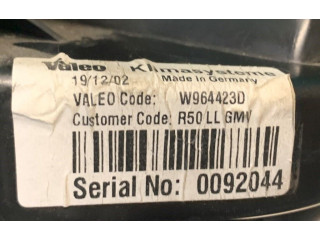 Valeo Klimasysteme
19/12/02 Made in Germany
VALEO Code: W964423D
Customer Code: R50 LL GMV
Serial No: 0092044